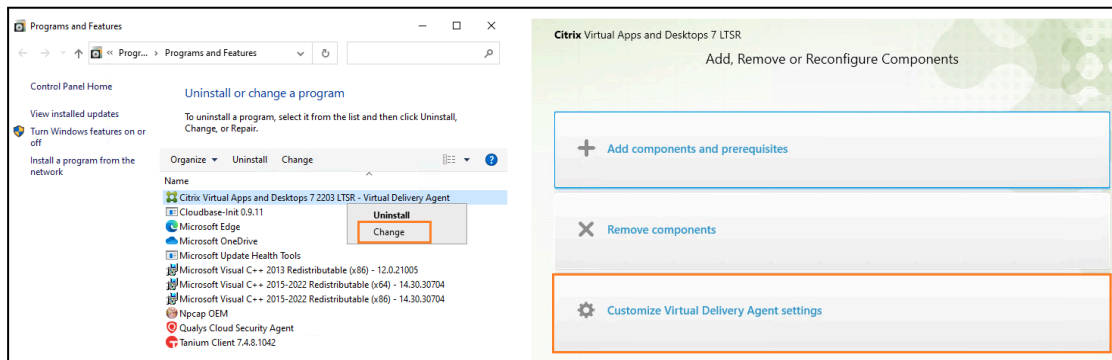 Programs and Features
Progr... > Programs and Features
Control Panel Home
View installed updates
Turn Windows features on or
off
Install a program from the
network
Uninstall or change a program
To uninstall a program, select it from the list and then click Uninstall,
Change, or Repair.
Organize Uninstall Change
Name
Citrix Virtual Apps and Desktops 7 2203 LTSR - Virtual Delivery Agent
Cloudbase-Init 0.9.11
Microsoft Edge
Microsoft OneDrive
Microsoft Update Health Tools
Microsoft Visual C++ 2013 Redistributable (x86) - 12.0.21005
Microsoft Visual C++ 2015-2022 Redistributable (x64) - 14.30.30704
Microsoft Visual C++ 2015-2022 Redistributable (x86) - 14.30.30704
Npcap OEM
Qualys Cloud Security Agent
Tanium Client 7.4.8.1042
Uninstall
Change
Citrix Virtual Apps and Desktops 7 LTSR
Add, Remove or Reconfigure Components
Add components and prerequisites
Remove components
Customize Virtual Delivery Agent settings